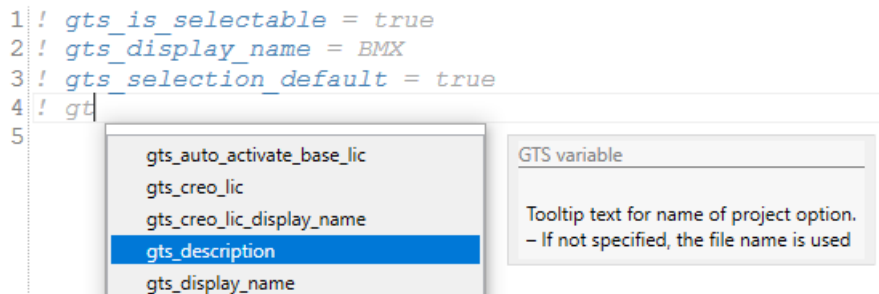 1 ! gts_is_selectable = true
2 ! gts_display_name = BMX
3 ! gts_selection_default = true
4 ! gt
5
gts_auto_activate_base_lic
gts_creo_lic
gts_creo_lic_display_name
gts_description
gts_display_name
GTS variable
Tooltip text for name of project option.
– If not specified, the file name is used